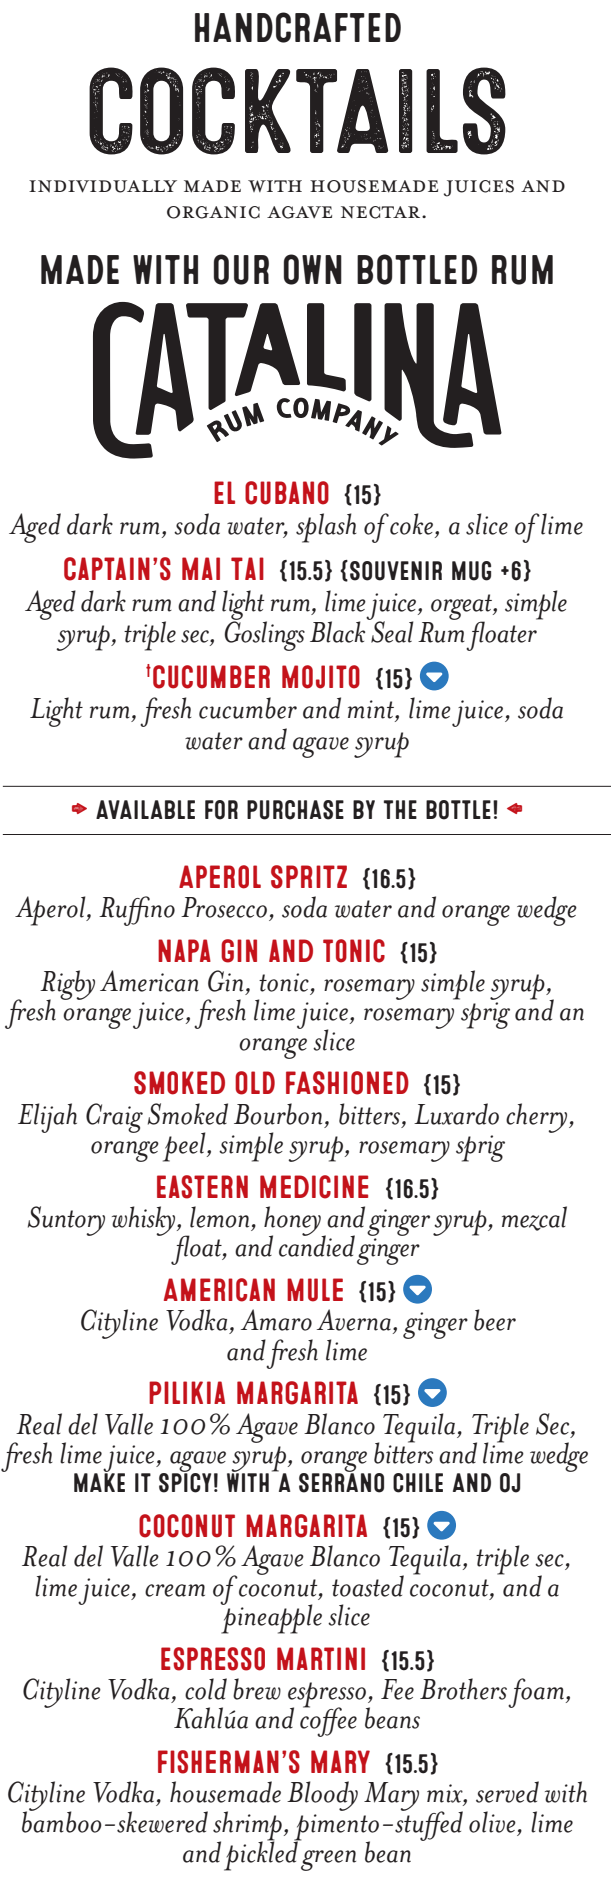 HANDCRAFTED
COCKTAILS
INDIVIDUALLY MADE WITH HOUSEMADE JUICES AND
ORGANIC AGAVE NECTAR.
MADE WITH OUR OWN BOTTLED RUM
CATALINA
RUM COMPANY
EL CUBANO {15}
Aged dark rum, soda water, splash of coke, a slice of lime
CAPTAIN'S MAI TAI {15.5} {SOUVENIR MUG +6}
Aged dark rum and light rum, lime juice, orgeat, simple
syrup, triple sec, Goslings Black Seal Rum floater
†CUCUMBER MOJITO {15}
Light rum, fresh cucumber and mint, lime juice, soda
water and agave syrup
AVAILABLE FOR PURCHASE BY THE BOTTLE!
APEROL SPRITZ {16.5}
Aperol, Ruffino Prosecco, soda water and orange wedge
NAPA GIN AND TONIC {15}
Rigby American Gin, tonic, rosemary simple syrup,
fresh orange juice, fresh lime juice, rosemary sprig and an
orange slice
SMOKED OLD FASHIONED {15}
Elijah Craig Smoked Bourbon, bitters, Luxardo cherry,
orange peel, simple syrup, rosemary sprig
EASTERN MEDICINE {16.5}
Suntory whisky, lemon, honey and ginger syrup, mezcal
float, and candied ginger
AMERICAN MULE {15}
Cityline Vodka, Amaro Averna, ginger beer
and fresh lime
PILIKIA MARGARITA {15}
Real del Valle 100% Agave Blanco Tequila, Triple Sec,
fresh lime juice, agave syrup, orange bitters and lime wedge
MAKE IT SPICY! WITH A SERRANO CHILE AND OJ
COCONUT MARGARITA {15}
Real del Valle 100% Agave Blanco Tequila, triple sec,
lime juice, cream of coconut, toasted coconut, and a
pineapple slice
ESPRESSO MARTINI {15.5}
Cityline Vodka, cold brew espresso, Fee Brothers foam,
Kahlúa and coffee beans
FISHERMAN'S MARY {15.5}
Cityline Vodka, housemade Bloody Mary mix, served with
bamboo-skewered shrimp, pimento-stuffed olive, lime
and pickled green bean